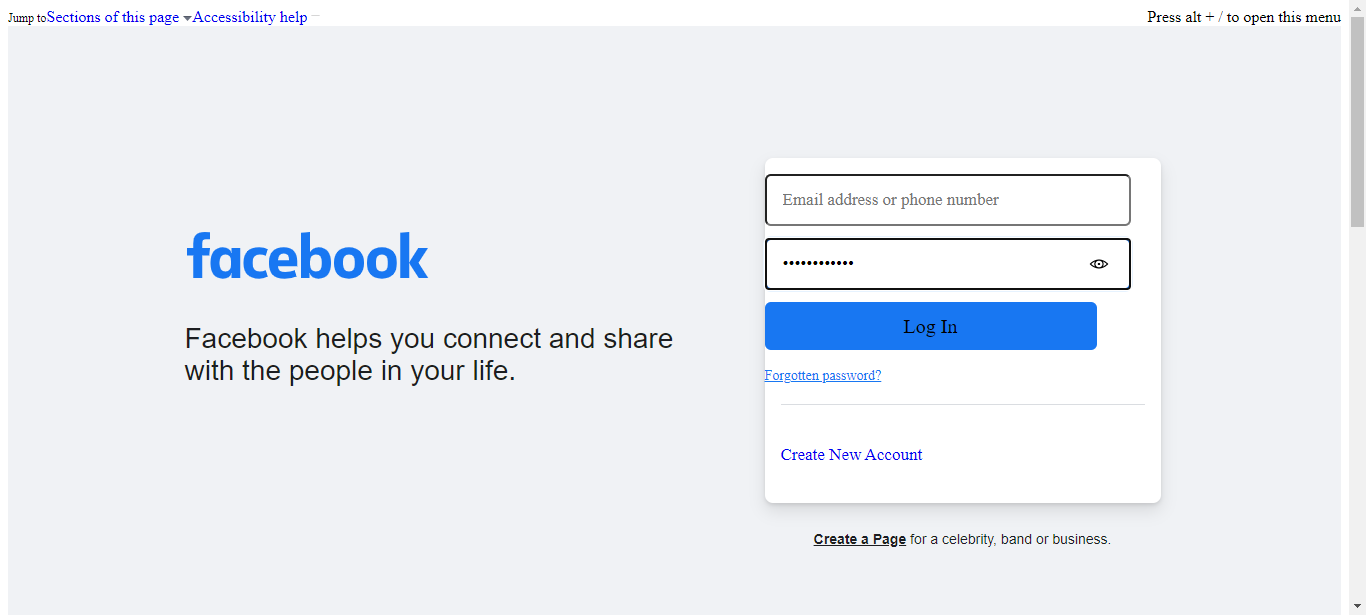 Jump to Sections of this page Accessibility help Press alt + / to open this menu
facebook
Facebook helps you connect and share
with the people in your life.
Email address or phone number
••••••••••••
Log In
Forgotten password?
Create New Account
Create a Page for a celebrity, band or business.